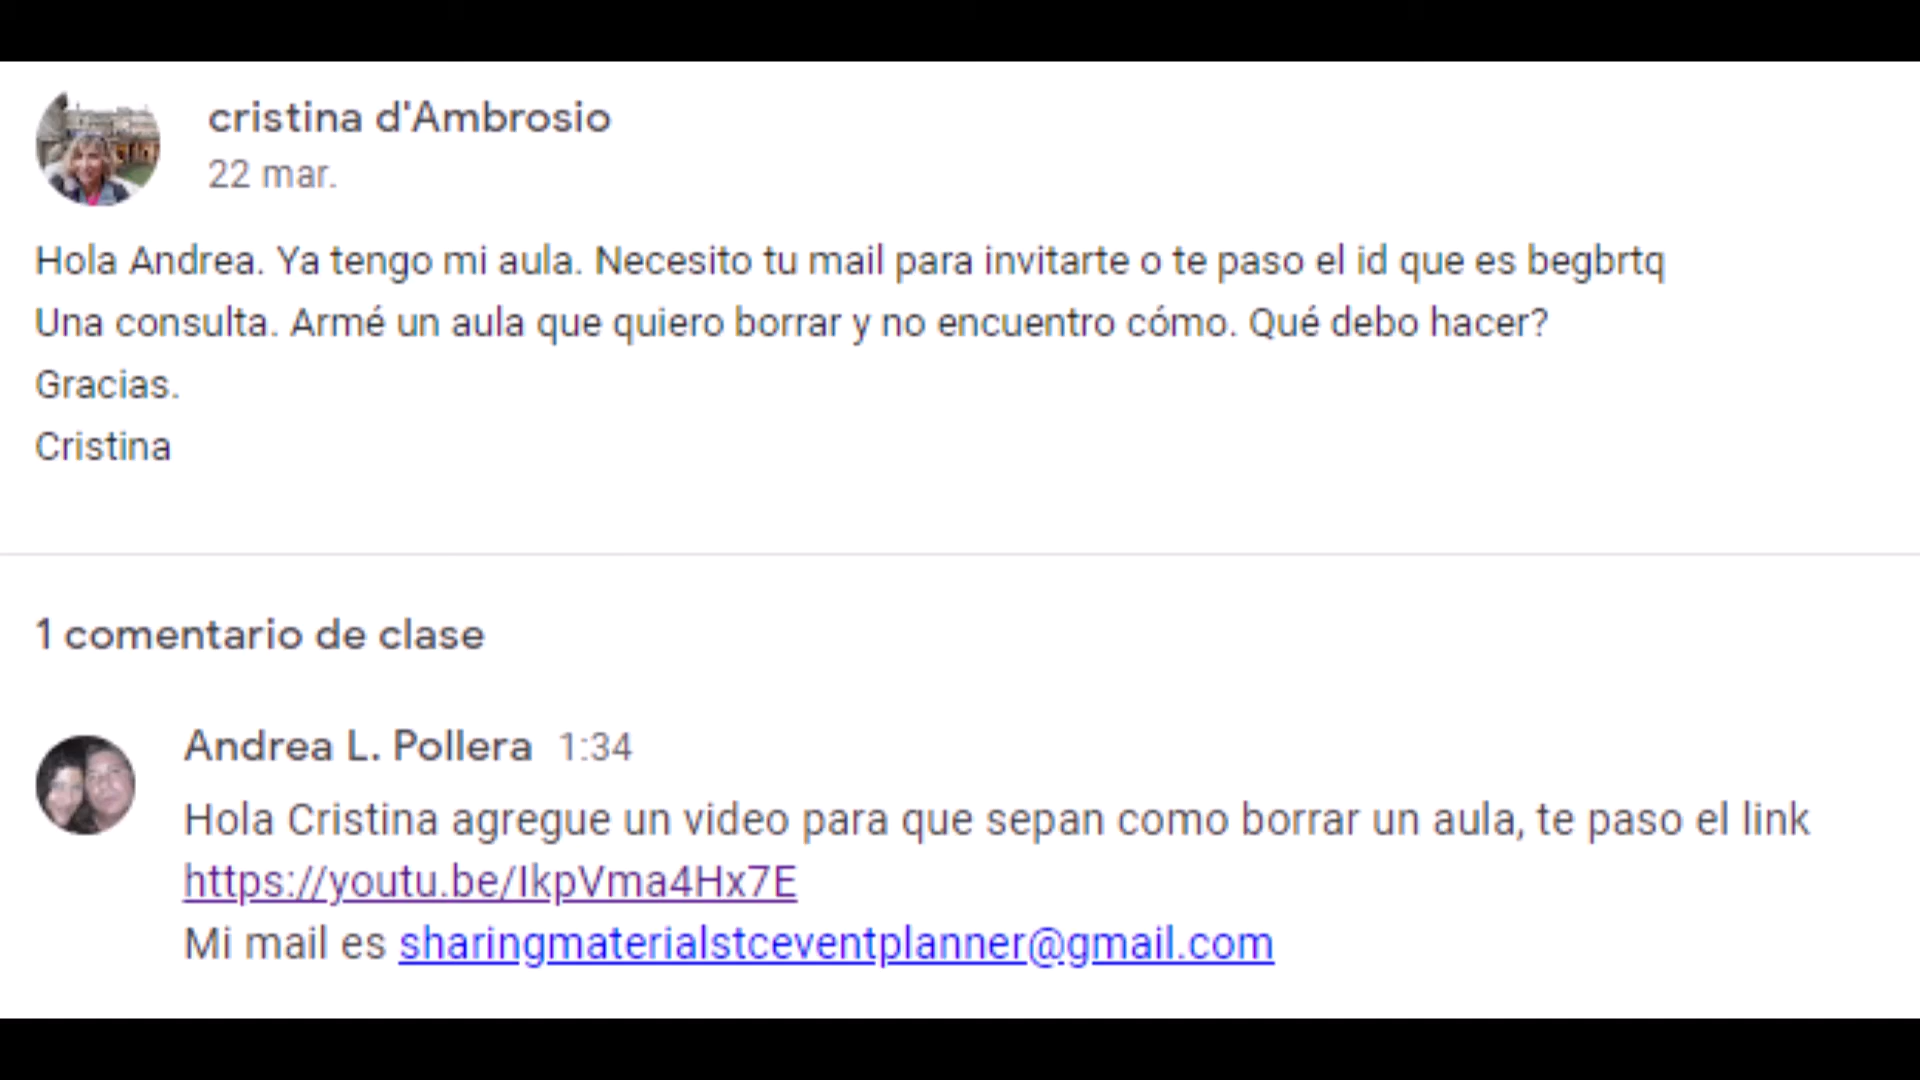 cristina d'Ambrosio
22 mar.
Hola Andrea. Ya tengo mi aula. Necesito tu mail para invitarte o te paso el id que es begbrtq
Una consulta. Armé un aula que quiero borrar y no encuentro cómo. Qué debo hacer?
Gracias.
Cristina
1 comentario de clase
Andrea L. Pollera 1:34
Hola Cristina agregue un video para que sepan como borrar un aula, te paso el link
https://youtu.be/IkpVma4Hx7E
Mi mail es sharingmaterialstceventplanner@gmail.com